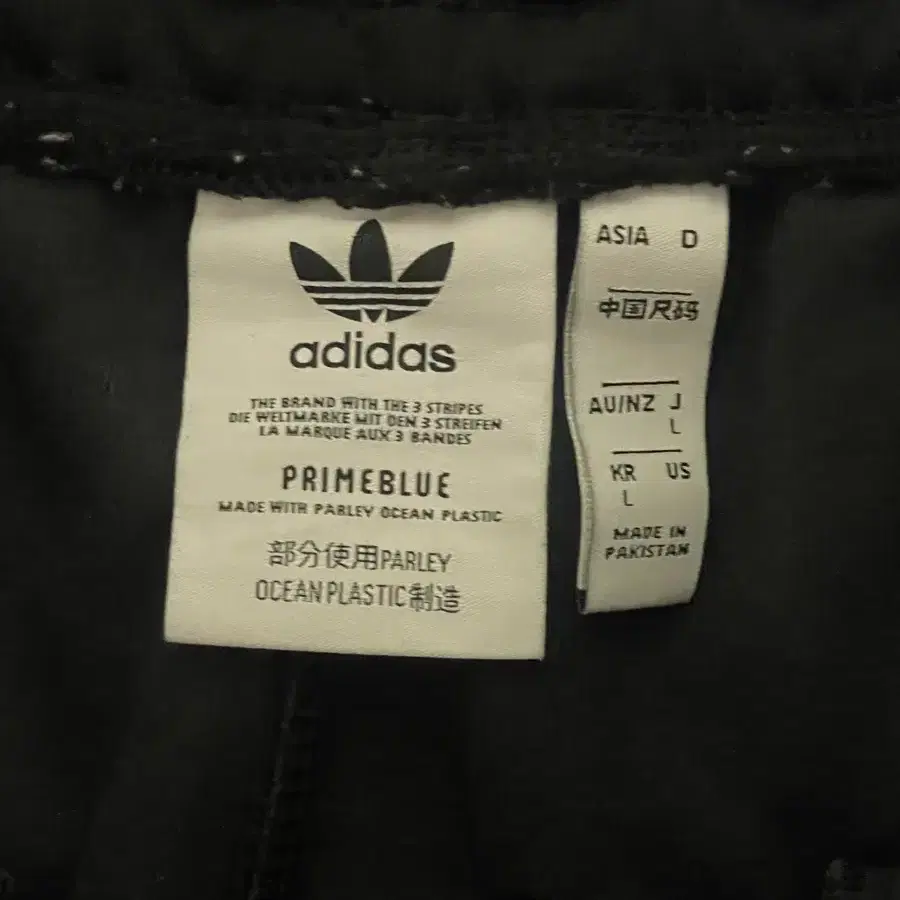 adidas
THE BRAND WITH THE 3 STRIPES
DIE WELTMARKE MIT DEN 3 STREIFEN
LA MARQUE AUX 3 BANDES
PRIMEBLUE
MADE WITH PARLEY OCEAN PLASTIC
部分使用PARLEY
OCEAN PLASTIC制造
ASIA D
中国尺码
AU/NZ J
L
KR US
L
MADE IN
PAKISTAN